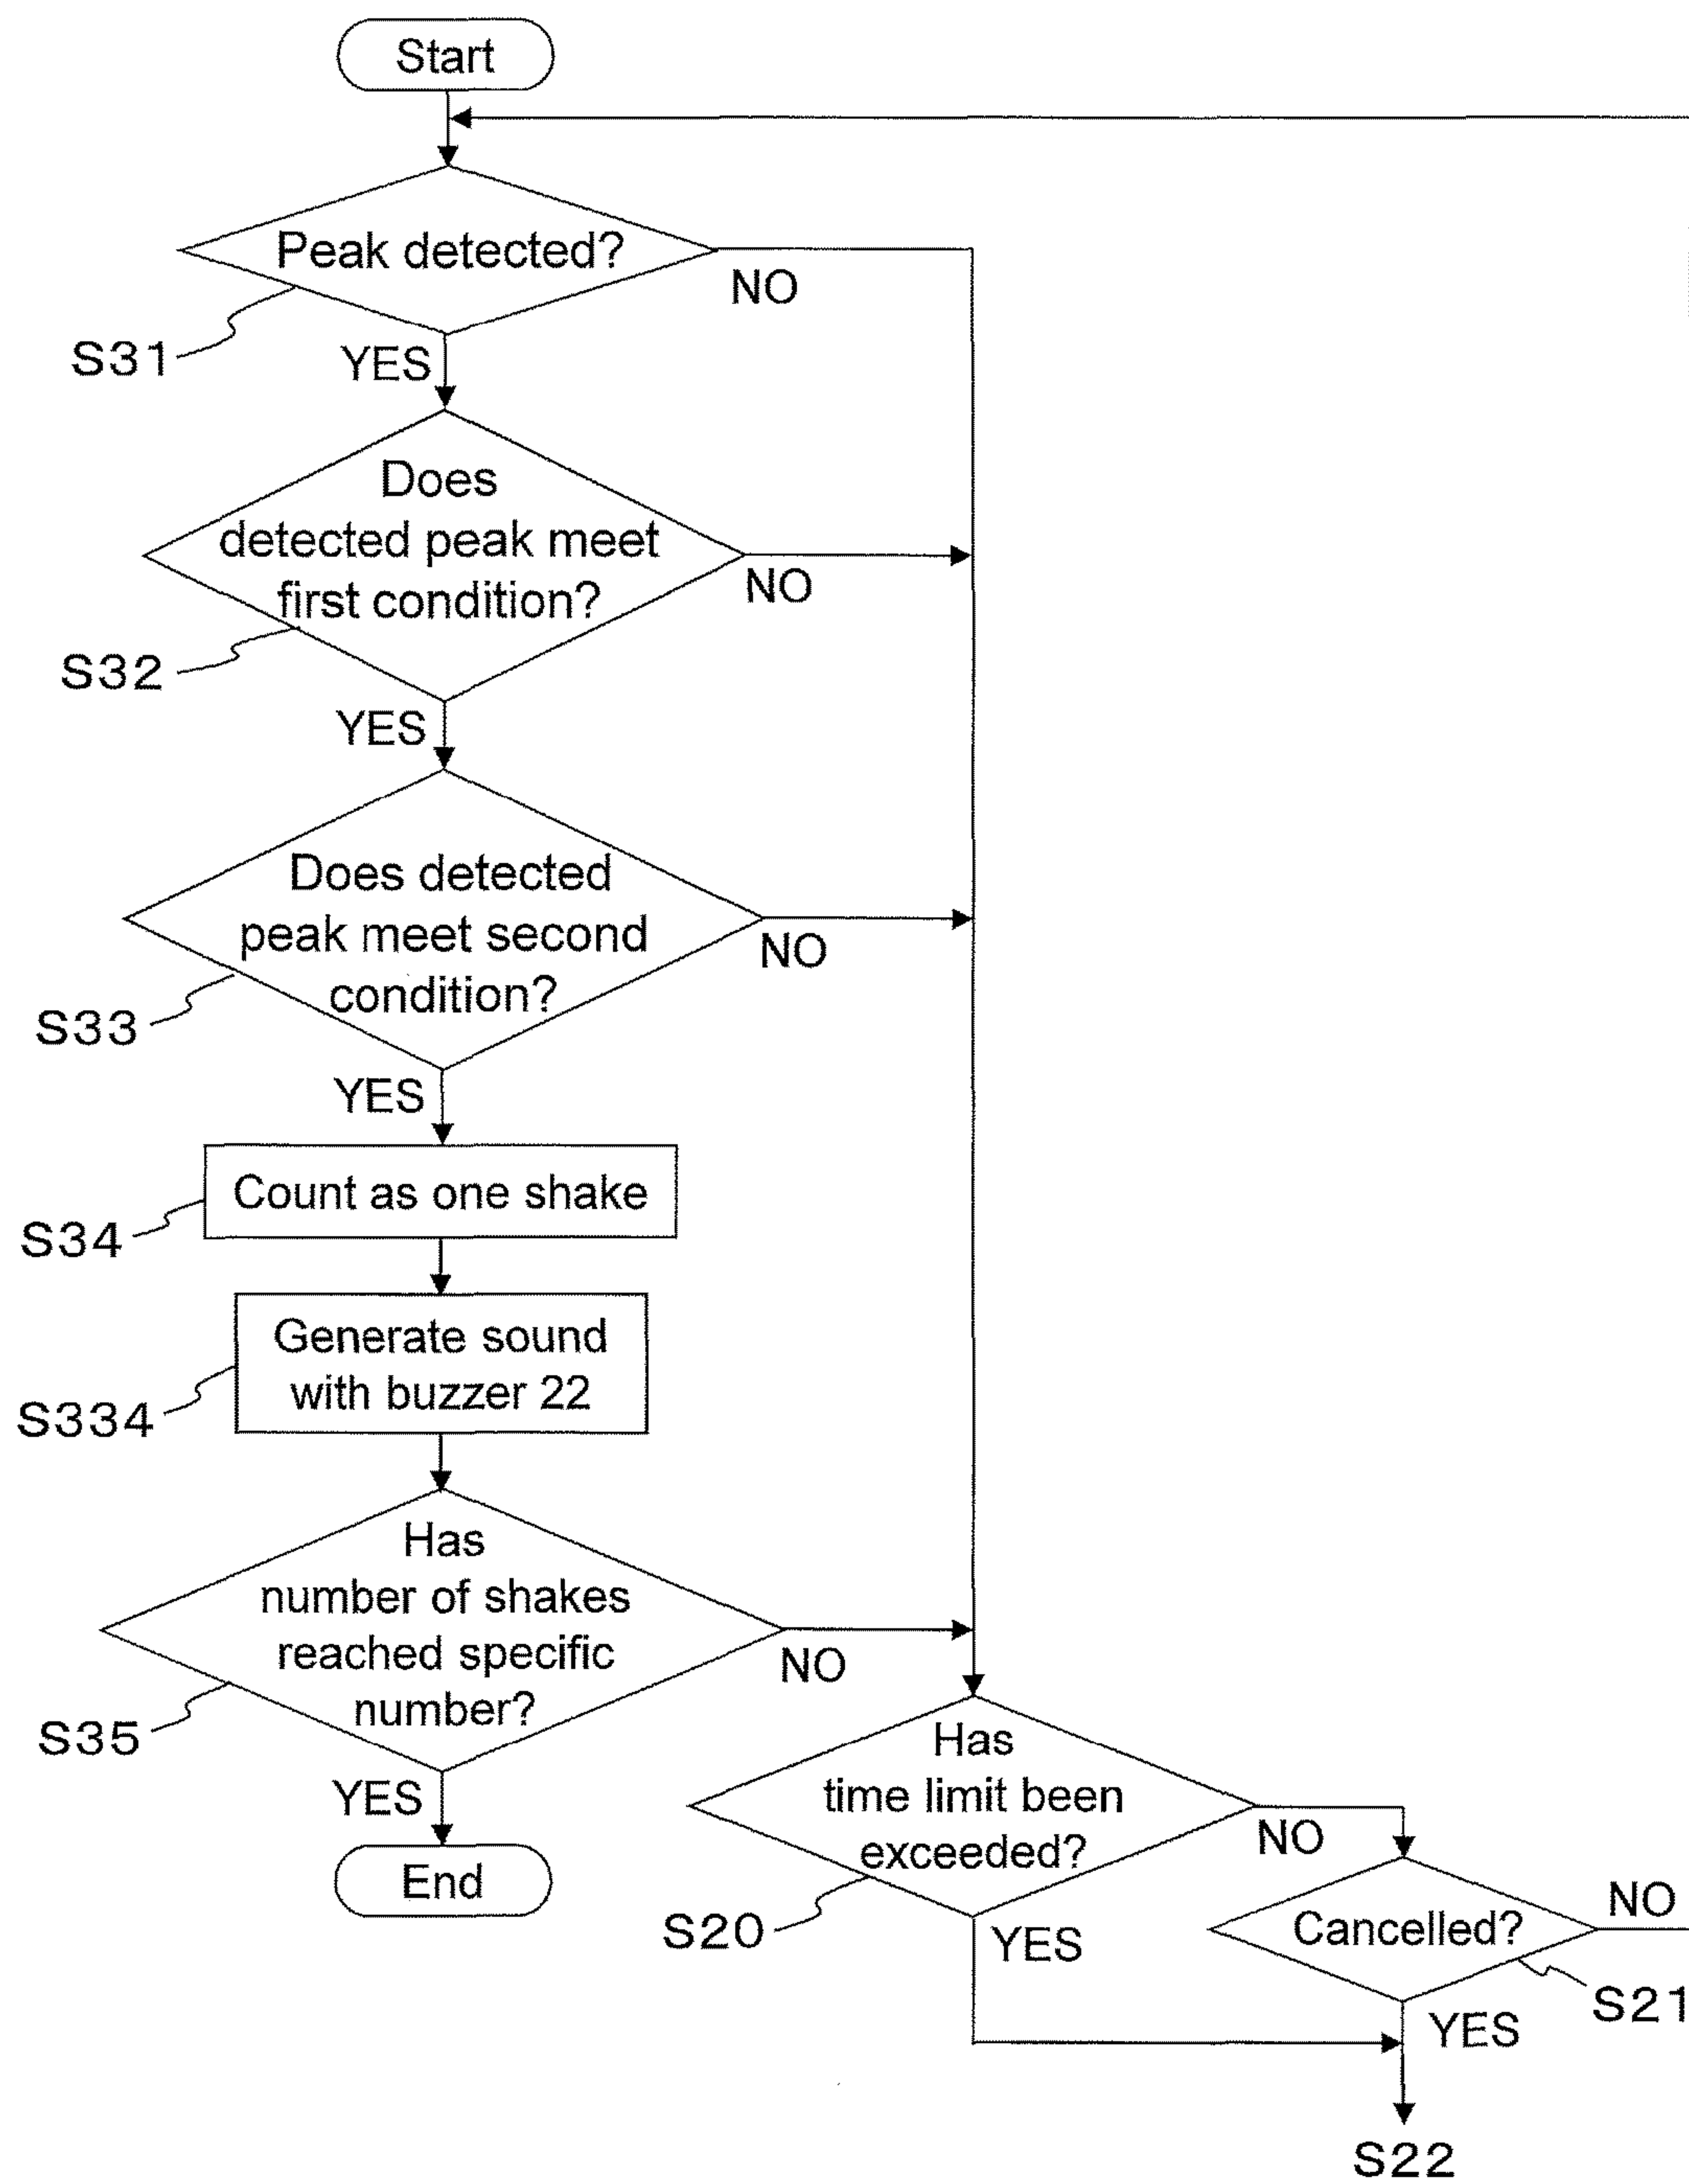 Start
Peak detected?
NO
S31
YES
Does
detected peak meet
first condition?
NO
S32
YES
Does detected
peak meet second
condition?
NO
S33
YES
Count as one shake
S34
Generate sound
with buzzer 22
S334
Has
number of shakes
reached specific
number?
NO
S35
YES
End
Has
time limit been
exceeded?
NO
S20
YES
Cancelled?
NO
S21
YES
S22